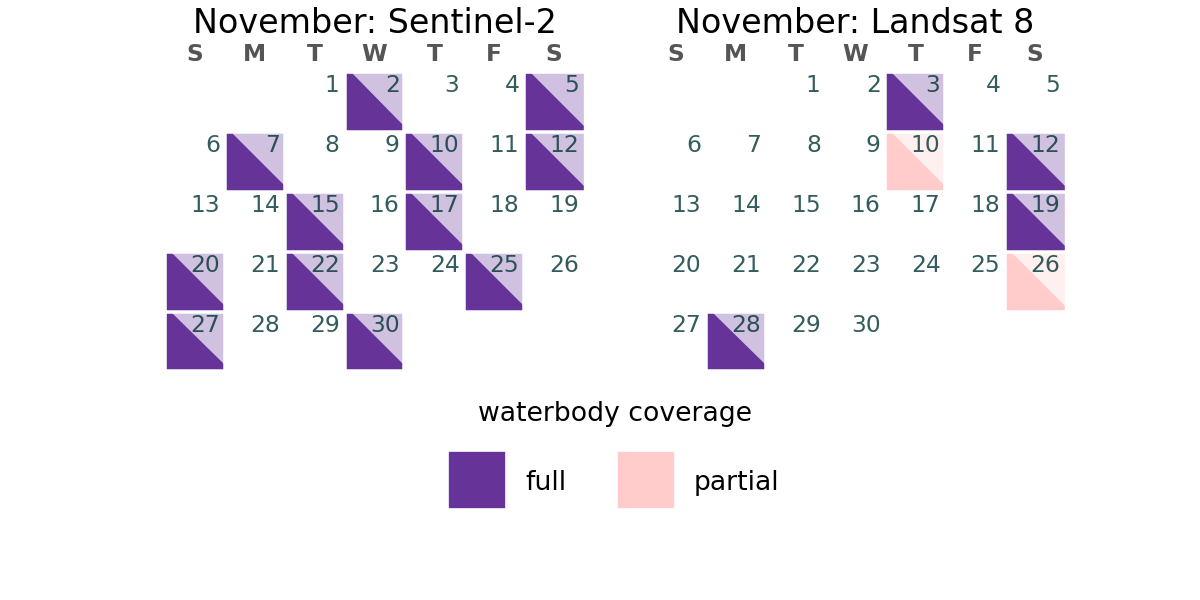 November: Sentinel-2
S M T W T F S
1 2 3 4 5
6 7 8 9 10 11 12
13 14 15 16 17 18 19
20 21 22 23 24 25 26
27 28 29 30
November: Landsat 8
S M T W T F S
1 2 3 4 5
6 7 8 9 10 11 12
13 14 15 16 17 18 19
20 21 22 23 24 25 26
27 28 29 30
waterbody coverage
full partial